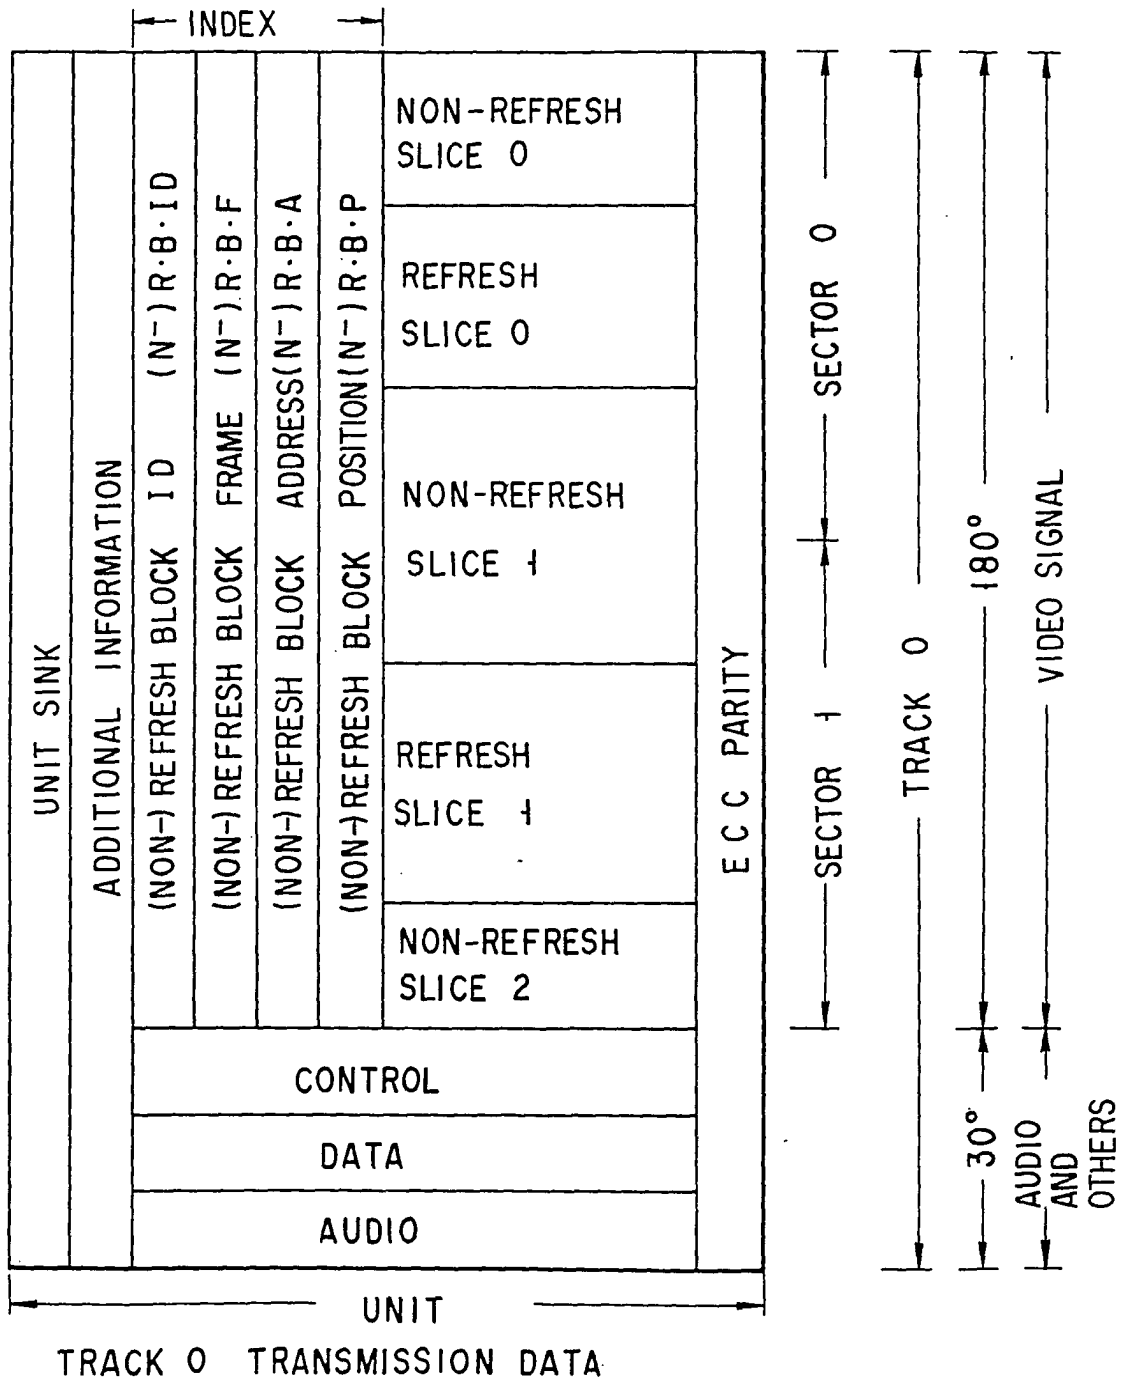 INDEX
UNIT SINK
ADDITIONAL INFORMATION
(NON-)REFRESH BLOCK ID (N-)R·B·ID
(NON-)REFRESH BLOCK FRAME (N-)R·B·F
(NON-)REFRESH BLOCK ADDRESS(N-)R·B·A
(NON-)REFRESH BLOCK POSITION(N-)R·B·P
NON-REFRESH
SLICE 0
REFRESH
SLICE 0
NON-REFRESH
SLICE 1
REFRESH
SLICE 1
NON-REFRESH
SLICE 2
ECC PARITY
SECTOR 0
SECTOR 1
TRACK 0
180°
30°
VIDEO SIGNAL
AUDIO
AND
OTHERS
CONTROL
DATA
AUDIO
UNIT
TRACK 0 TRANSMISSION DATA